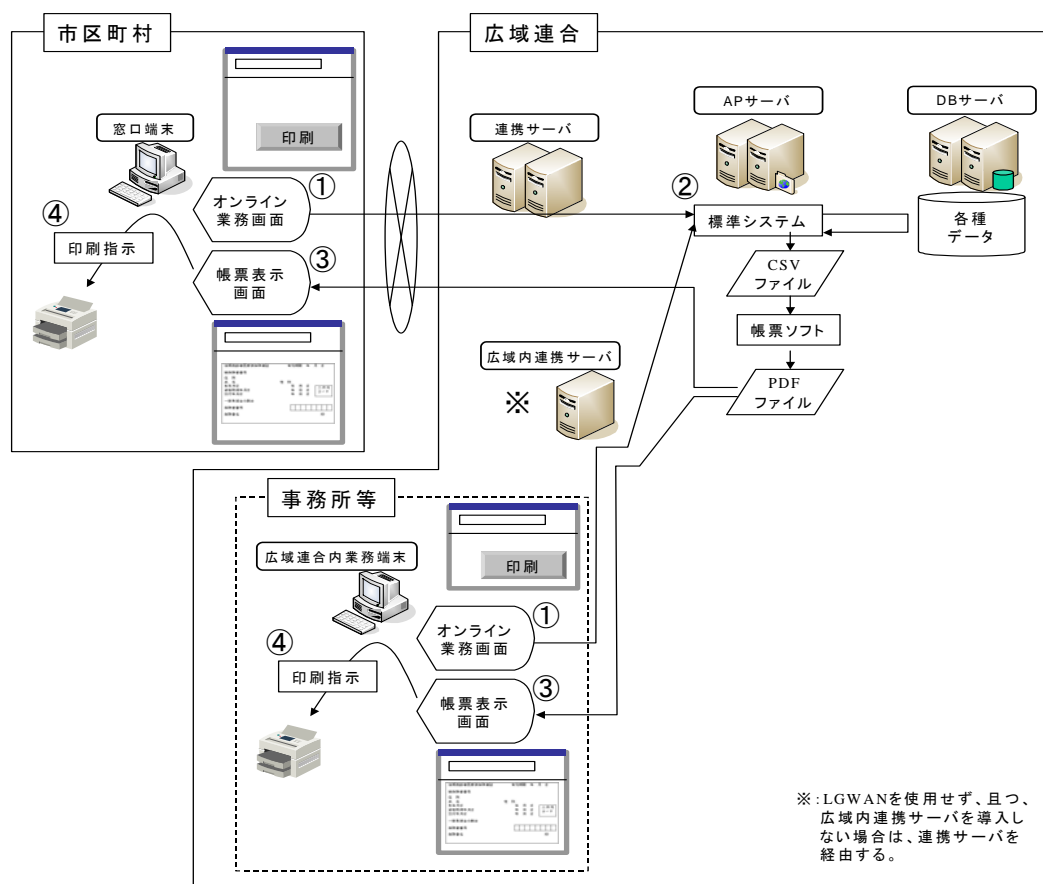 市区町村
広域連合
印刷
窓口端末
①
オンライン
業務画面
④
印刷指示
③
帳票表示
画面
連携サーバ
APサーバ
DBサーバ
②
標準システム
各種
データ
CSV
ファイル
帳票ソフト
PDF
ファイル
広域内連携サーバ
※
事務所等
印刷
広域連合内業務端末
①
オンライン
業務画面
④
印刷指示
③
帳票表示
画面
※:LGWANを使用せず、且つ、
広域内連携サーバを導入し
ない場合は、連携サーバを
経由する。